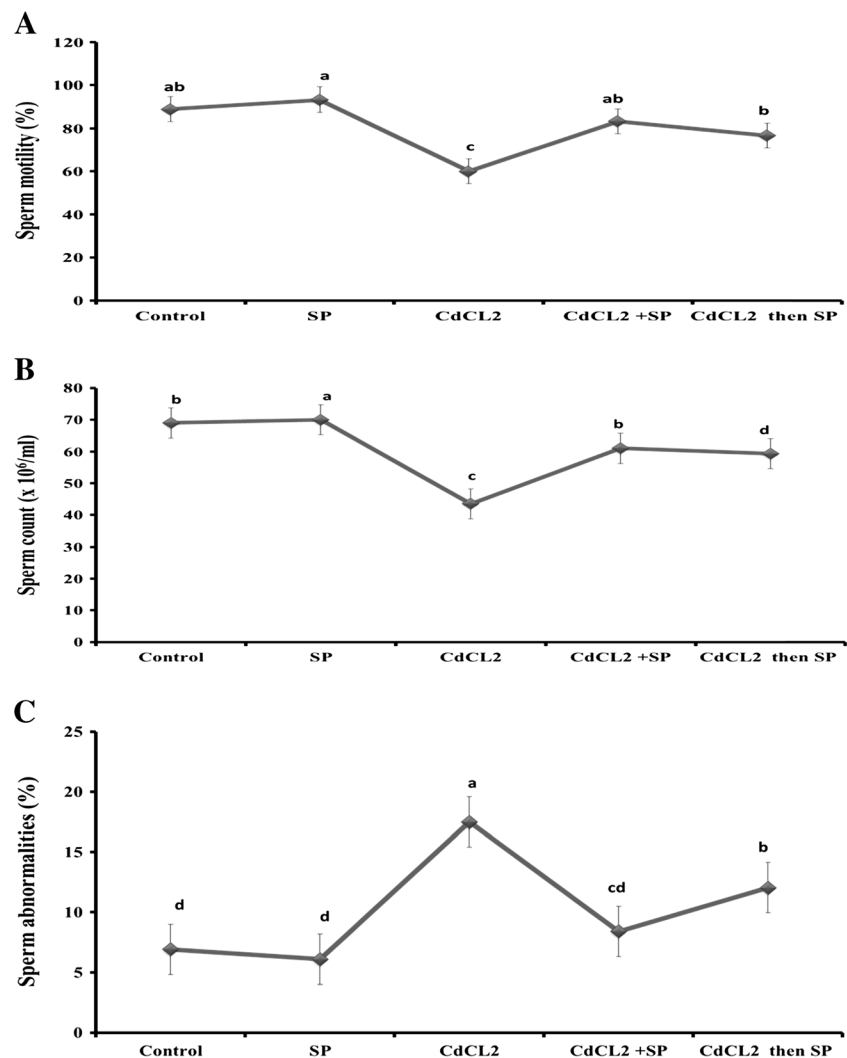 A
Sperm motility (%)
120
100
80
60
40
20
0
ab
a
c
ab
b
Control
SP
CdCL2
CdCL2 +SP
CdCL2 then SP
B
Sperm count (x 10⁶/ml)
80
70
60
50
40
30
20
10
0
b
a
c
b
d
Control
SP
CdCL2
CdCL2 +SP
CdCL2 then SP
C
Sperm abnormalities (%)
25
20
15
10
5
0
d
d
a
cd
b
Control
SP
CdCL2
CdCL2 +SP
CdCL2 then SP